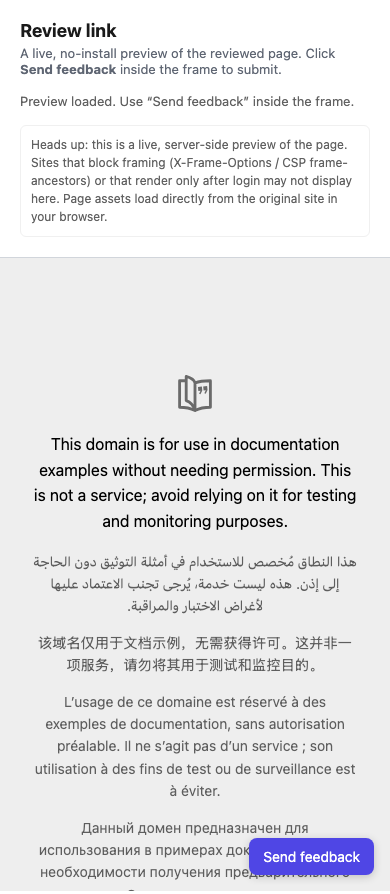 Review link
A live, no-install preview of the reviewed page. Click
Send feedback inside the frame to submit.
Preview loaded. Use “Send feedback” inside the frame.
Heads up: this is a live, server-side preview of the page.
Sites that block framing (X-Frame-Options / CSP frame-
ancestors) or that render only after login may not display
here. Page assets load directly from the original site in
your browser.
This domain is for use in documentation
examples without needing permission. This
is not a service; avoid relying on it for testing
and monitoring purposes.
هذا النطاق مُخصص للاستخدام في أمثلة التوثيق دون الحاجة
إلى إذن. هذه ليست خدمة، يُرجى تجنب الاعتماد عليها
لأغراض الاختبار والمراقبة.
该域名仅用于文档示例，无需获得许可。这并非一
项服务，请勿将其用于测试和监控目的。
L’usage de ce domaine est réservé à des
exemples de documentation, sans autorisation
préalable. Il ne s’agit pas d’un service ; son
utilisation à des fins de test ou de surveillance est
à éviter.
Данный домен предназначен для
использования в примерах
необходимости получения
Send feedback